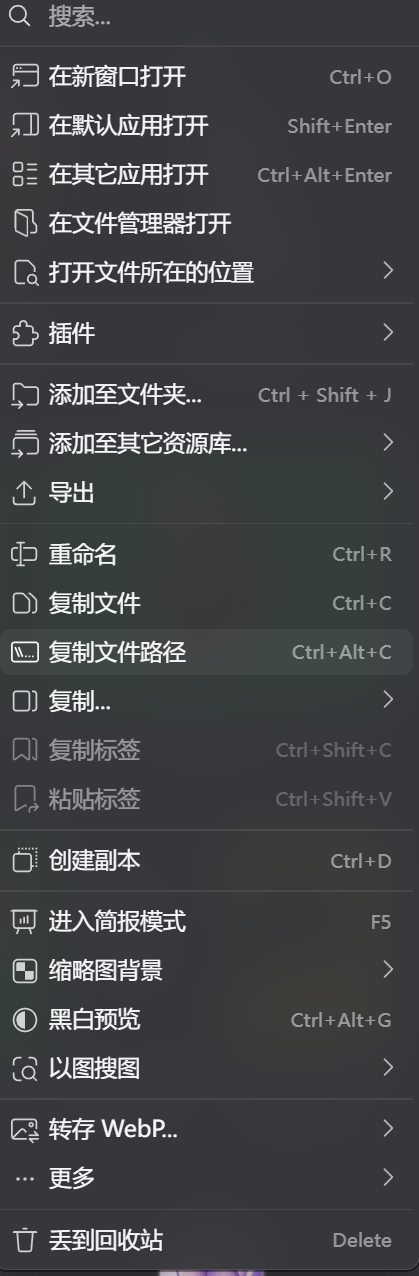 搜索...
在新窗口打开 Ctrl+O
在默认应用打开 Shift+Enter
在其它应用打开 Ctrl+Alt+Enter
在文件管理器打开
打开文件所在的位置
插件
添加至文件夹... Ctrl + Shift + J
添加至其它资源库...
导出
重命名 Ctrl+R
复制文件 Ctrl+C
复制文件路径 Ctrl+Alt+C
复制...
复制标签 Ctrl+Shift+C
粘贴标签 Ctrl+Shift+V
创建副本 Ctrl+D
进入简报模式 F5
缩略图背景
黑白预览 Ctrl+Alt+G
以图搜图
转存 WebP...
更多
丢到回收站 Delete